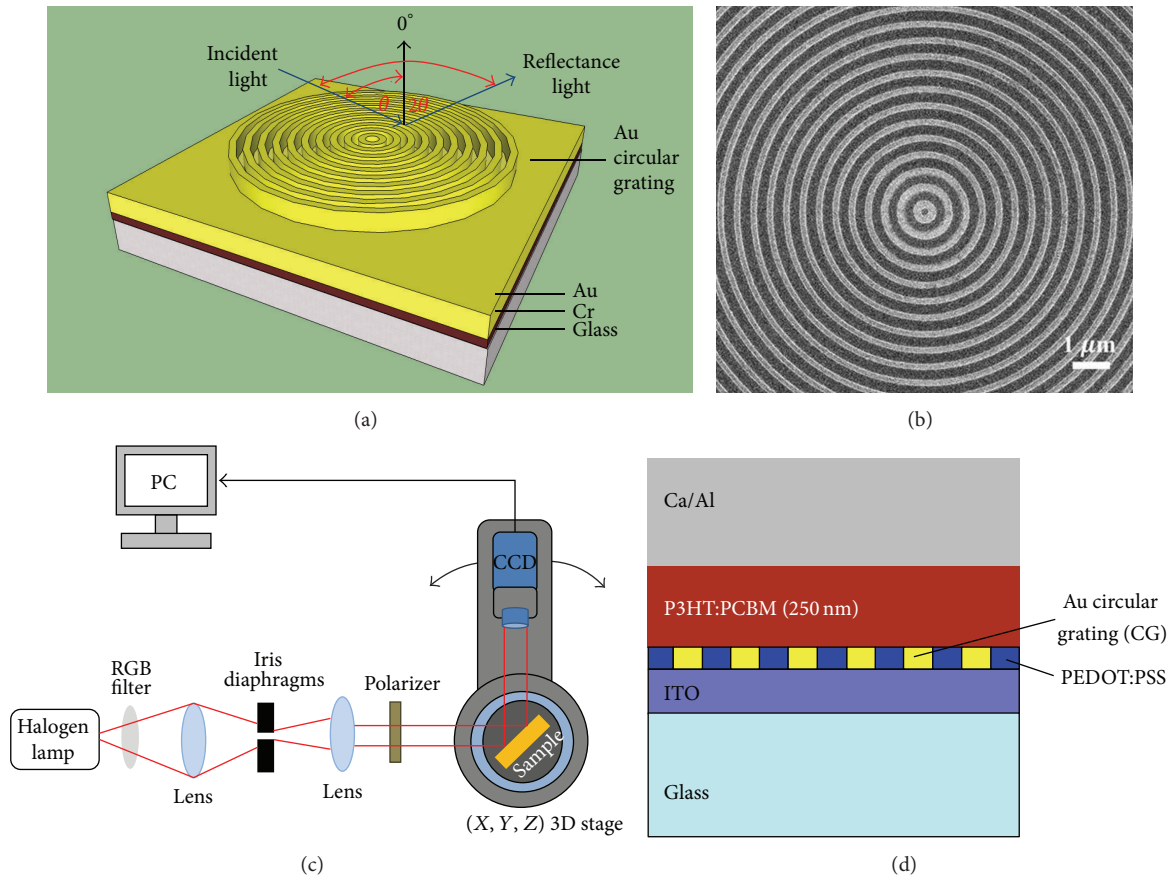 0°
Incident
light
Reflectance
light
θ
2θ
Au
circular
grating
Au
Cr
Glass
(a)
1 μm
(b)
PC
CCD
RGB
filter
Iris
diaphragms
Polarizer
Halogen
lamp
Lens
Lens
Sample
(X, Y, Z) 3D stage
(c)
Ca/Al
P3HT:PCBM (250 nm)
Au circular
grating (CG)
PEDOT:PSS
ITO
Glass
(d)